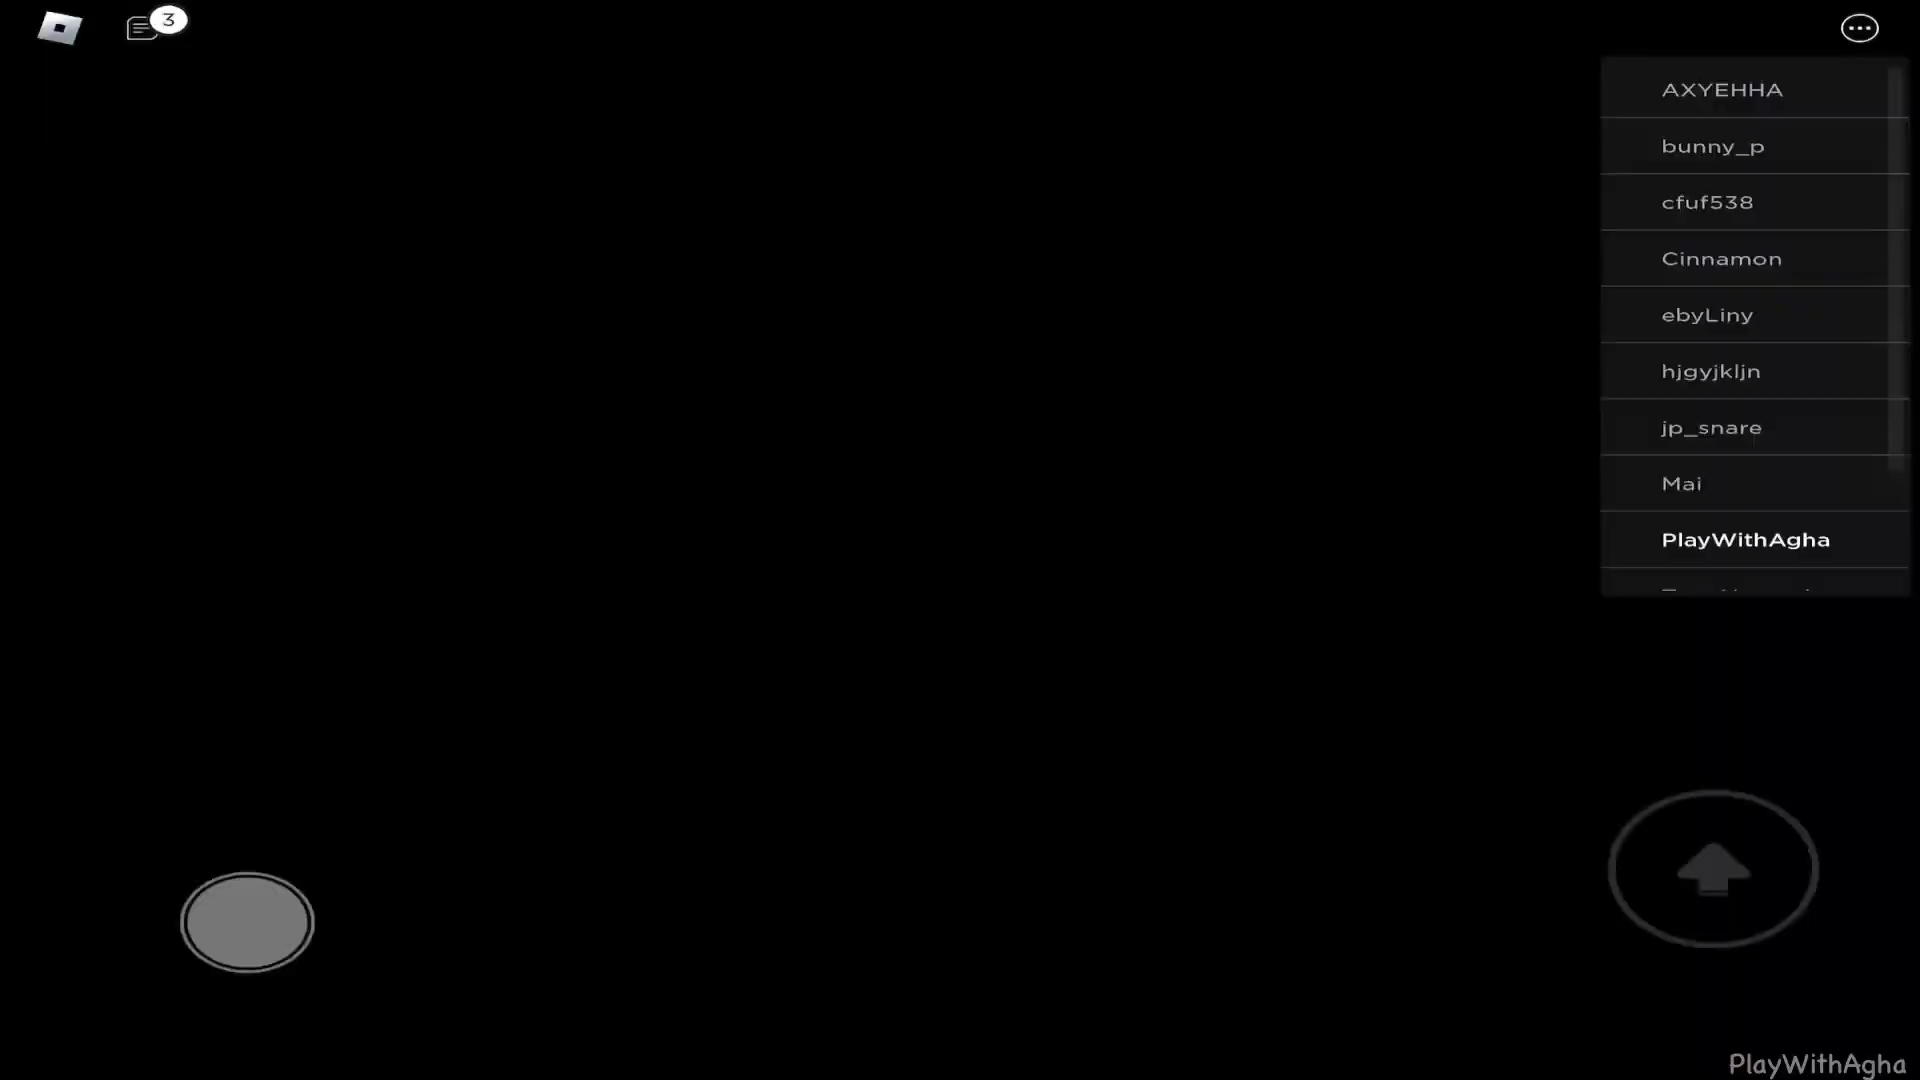 3
AXYEHHA
bunny_p
cfuf538
Cinnamon
ebyLiny
hjgyjkljn
jp_snare
Mai
PlayWithAgha
PlayWithAgha